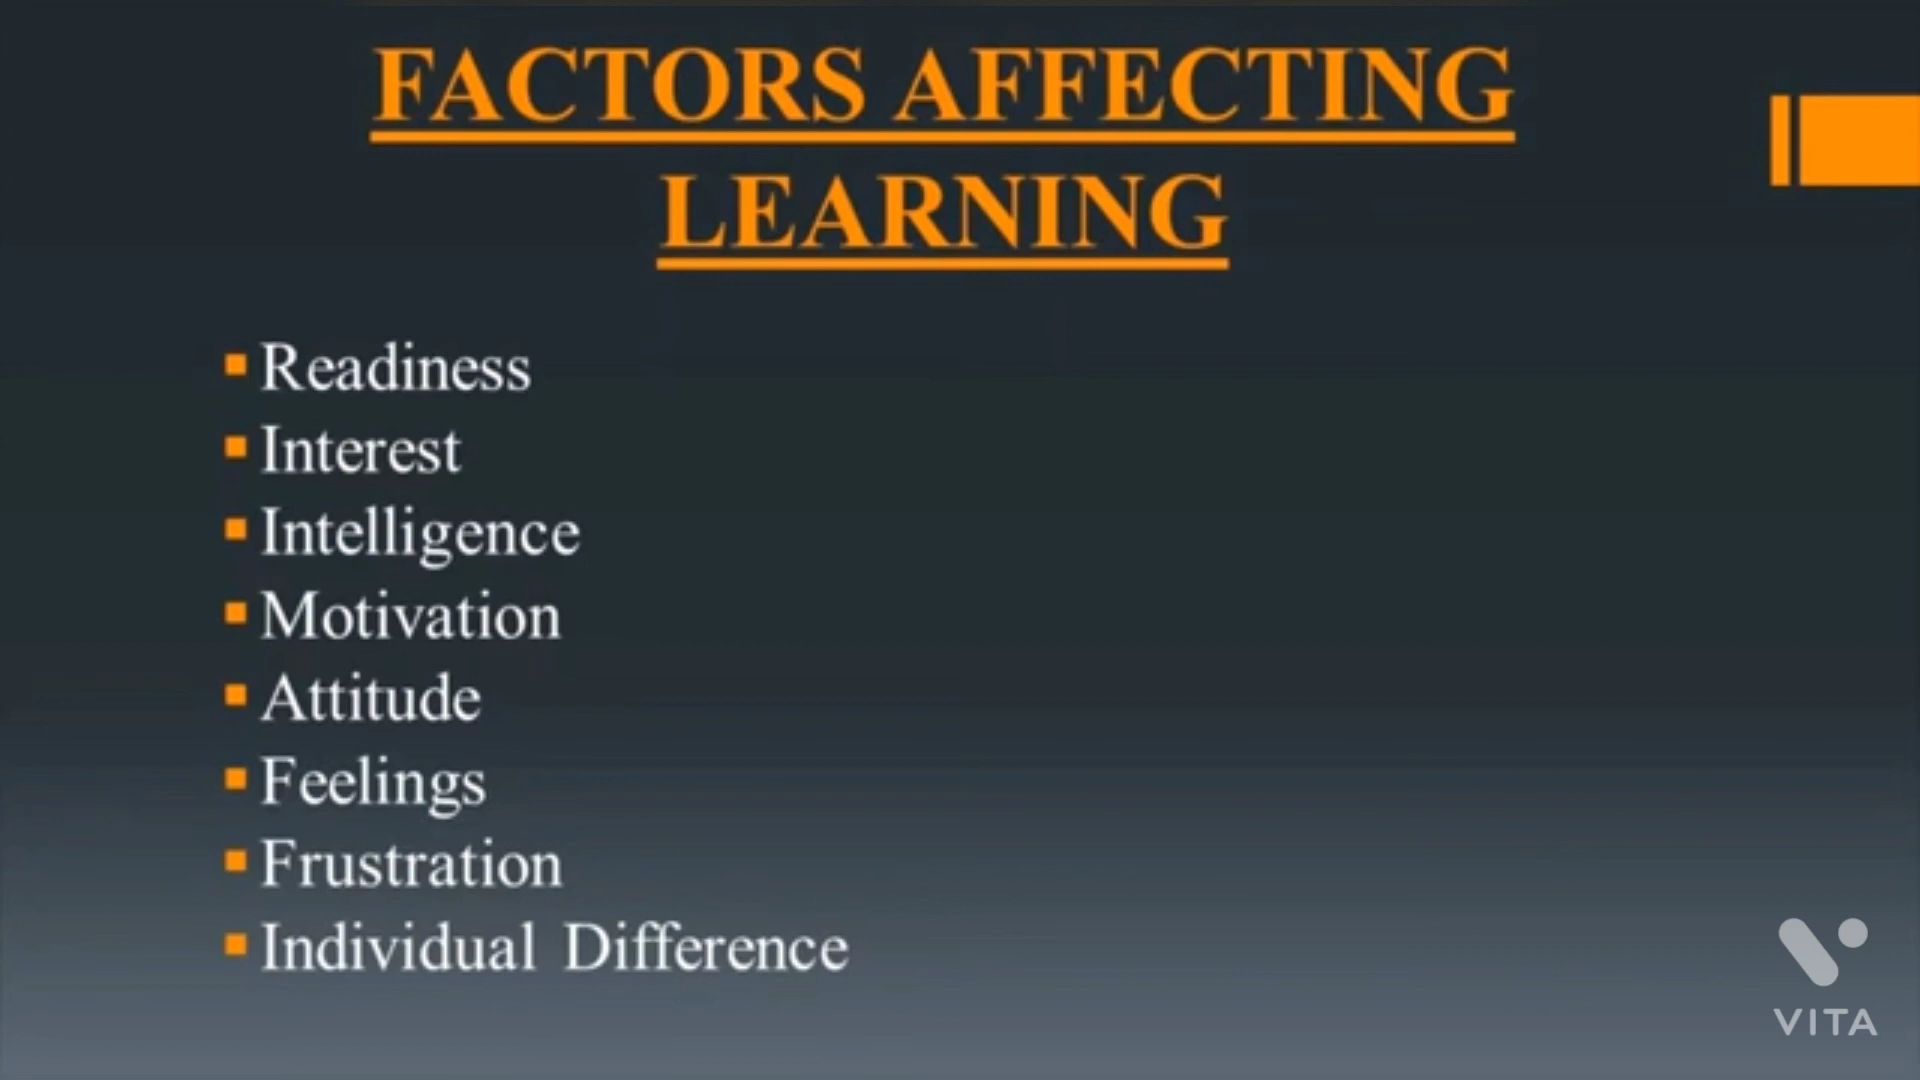 FACTORS AFFECTING
LEARNING
Readiness
Interest
Intelligence
Motivation
Attitude
Feelings
Frustration
Individual Difference
VITA